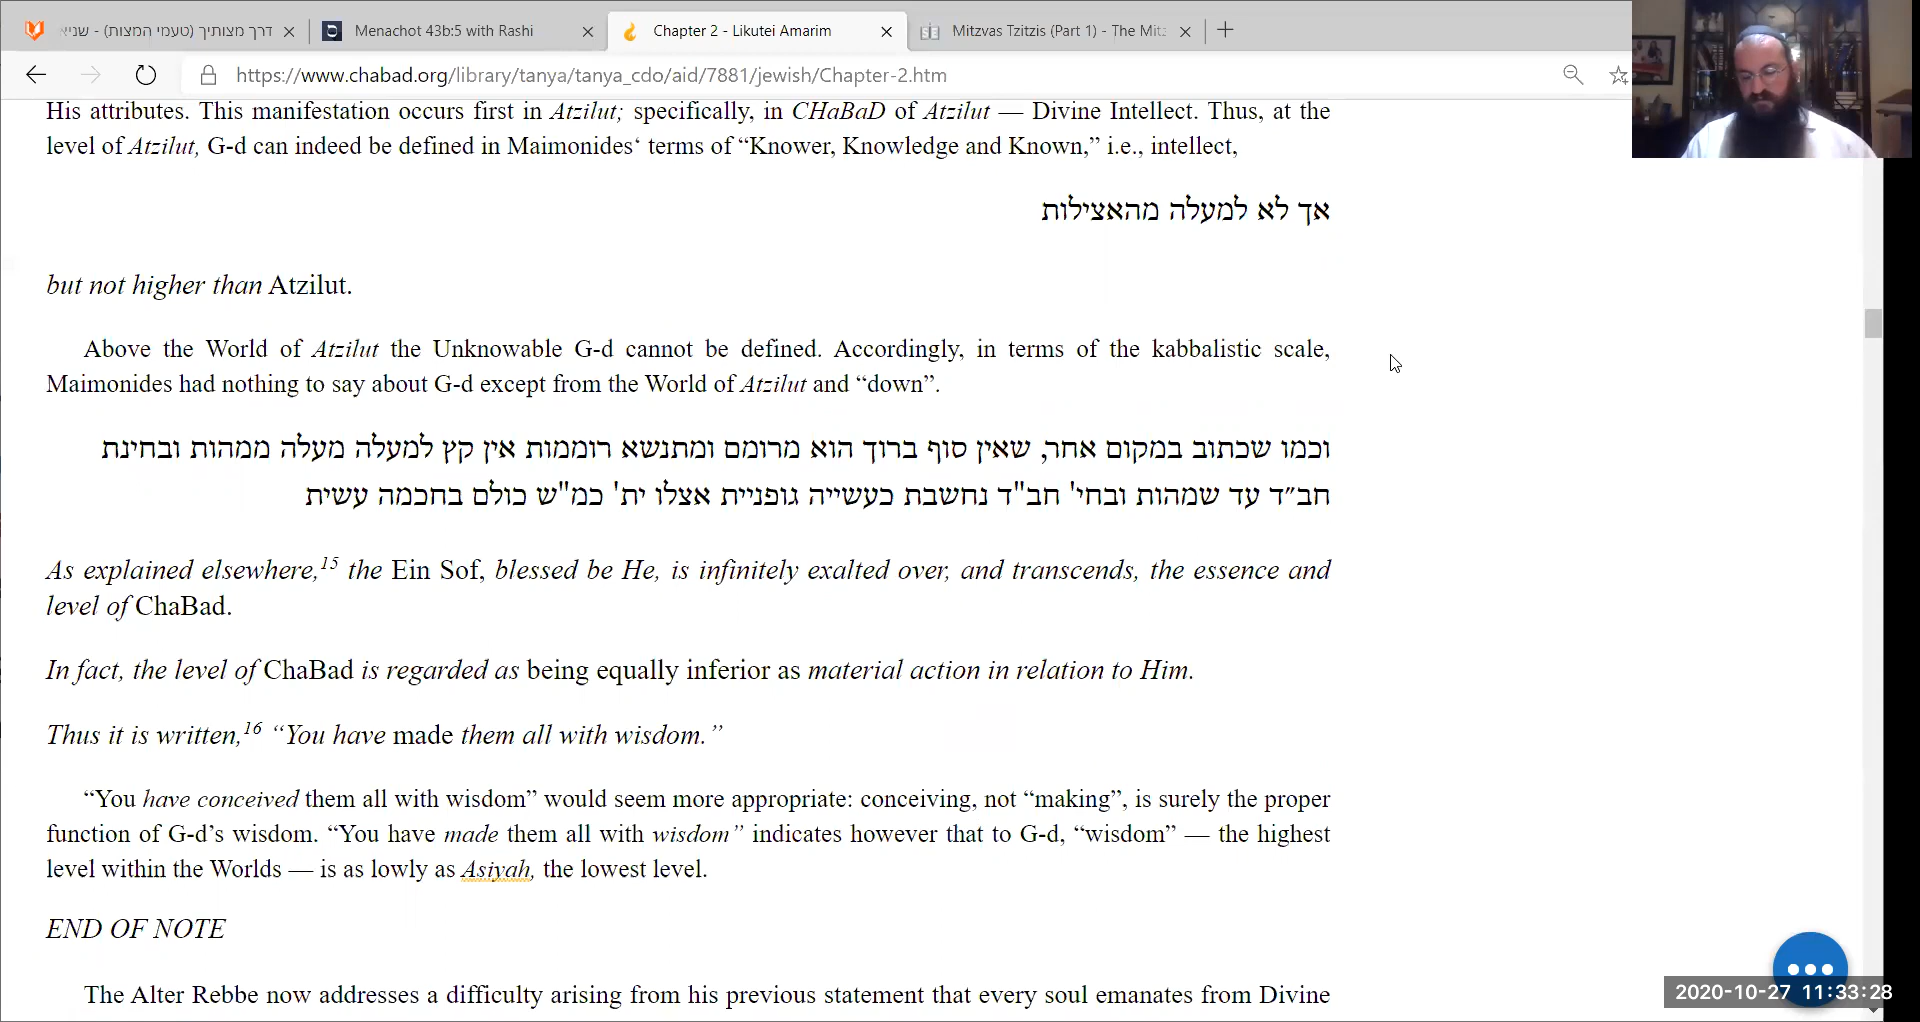 דרך מצותיך (טעמי המצות) - שניא
Menachot 43b:5 with Rashi
Chapter 2 - Likutei Amarim
Mitzvas Tzitzis (Part 1) - The Mitz
https://www.chabad.org/library/tanya/tanya_cdo/aid/7881/jewish/Chapter-2.htm
His attributes. This manifestation occurs first in Atzilut; specifically, in CHaBaD of Atzilut — Divine Intellect. Thus, at the
level of Atzilut, G-d can indeed be defined in Maimonides‘ terms of “Knower, Knowledge and Known,” i.e., intellect,
אך לא למעלה מהאצילות
but not higher than Atzilut.
Above the World of Atzilut the Unknowable G-d cannot be defined. Accordingly, in terms of the kabbalistic scale,
Maimonides had nothing to say about G-d except from the World of Atzilut and “down”.
וכמו שכתוב במקום אחר, שאין סוף ברוך הוא מרומם ומתנשא רוממות אין קץ למעלה מעלה ממהות ובחינת
חב״ד עד שמהות ובחי' חב"ד נחשבת כעשייה גופניית אצלו ית' כמ"ש כולם בחכמה עשית
As explained elsewhere,15 the Ein Sof, blessed be He, is infinitely exalted over, and transcends, the essence and
level of ChaBad.
In fact, the level of ChaBad is regarded as being equally inferior as material action in relation to Him.
Thus it is written,16 “You have made them all with wisdom.”
“You have conceived them all with wisdom” would seem more appropriate: conceiving, not “making”, is surely the proper
function of G-d’s wisdom. “You have made them all with wisdom” indicates however that to G-d, “wisdom” — the highest
level within the Worlds — is as lowly as Asiyah, the lowest level.
END OF NOTE
The Alter Rebbe now addresses a difficulty arising from his previous statement that every soul emanates from Divine
2020-10-27 11:33:28